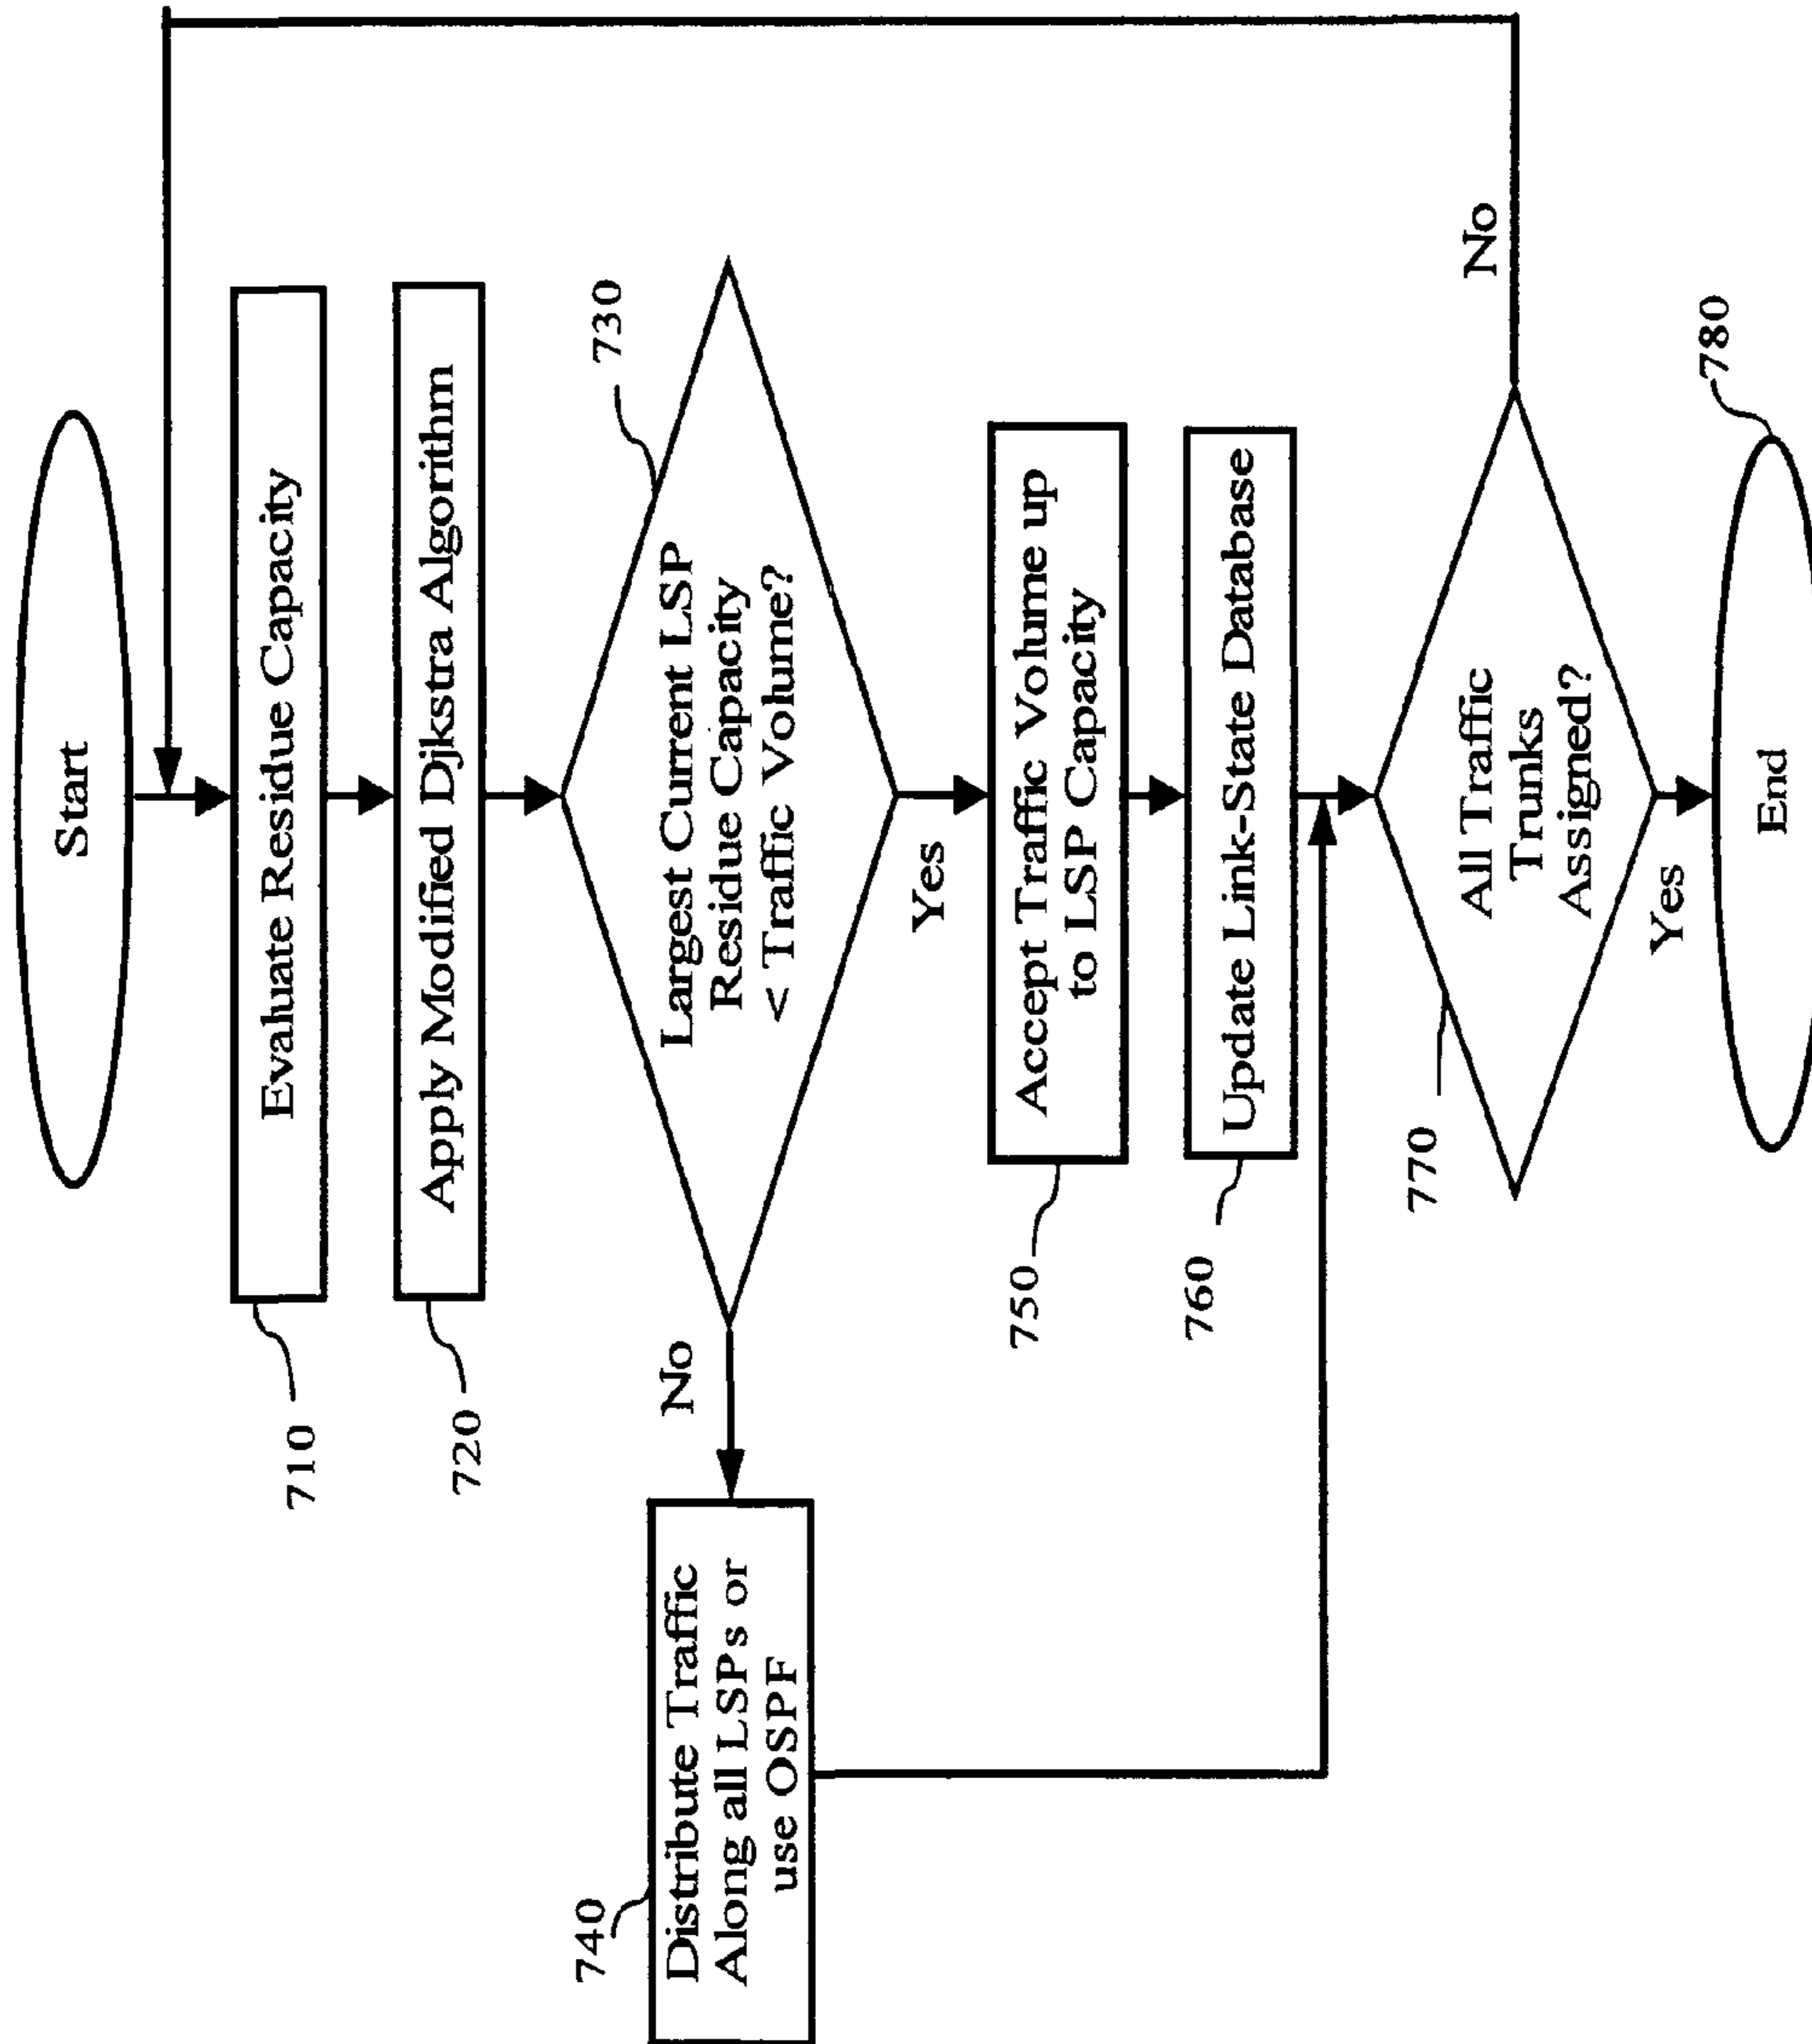 Start
Evaluate Residue Capacity
710
Apply Modified Djkstra Algorithm
720
730
Largest Current LSP
Residue Capacity
< Traffic Volume?
No
Yes
740
Distribute Traffic
Along all LSPs or
use OSPF
750
Accept Traffic Volume up
to LSP Capacity
760
Update Link-State Database
770
All Traffic
Trunks
Assigned?
No
Yes
780
End